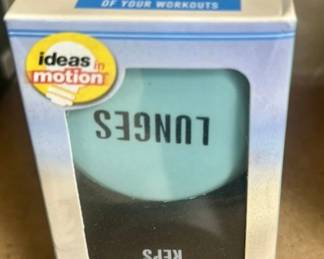 OF YOUR WORKOUTS
ideas in
motion
LUNGES
REPS